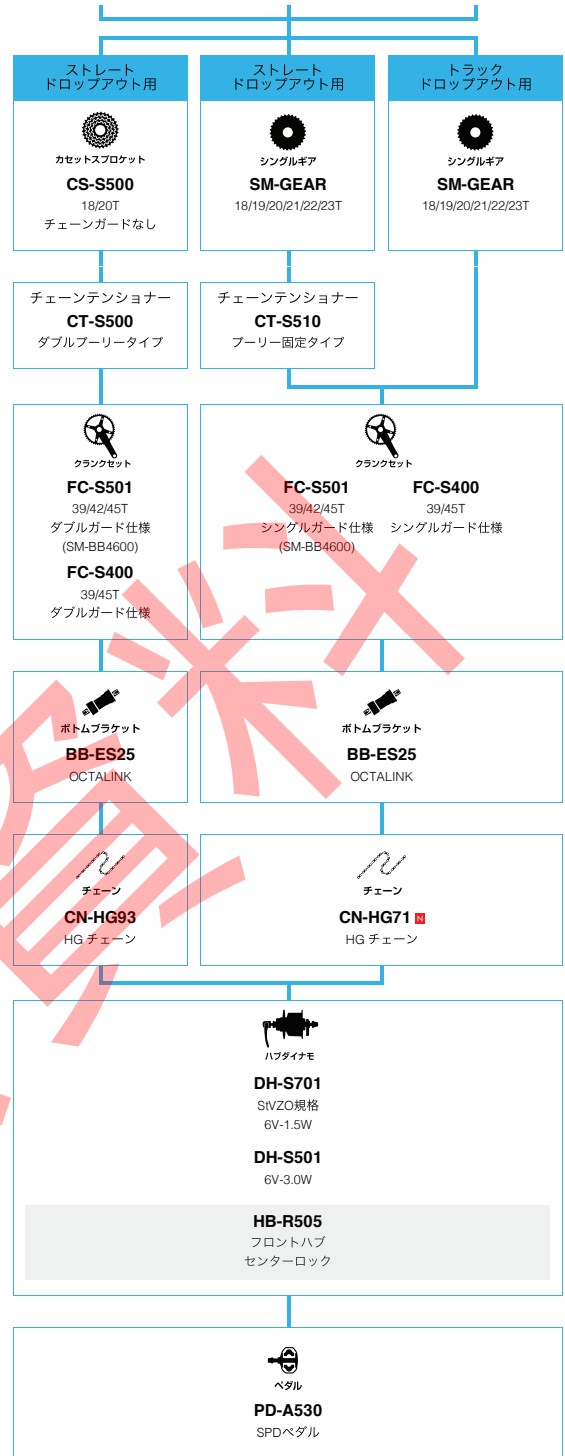 ストレート
ドロップアウト用
カセットスプロケット
CS-S500
18/20T
チェーンガードなし
ストレート
ドロップアウト用
シングルギア
SM-GEAR
18/19/20/21/22/23T
トラック
ドロップアウト用
シングルギア
SM-GEAR
18/19/20/21/22/23T
チェーンテンショナー
CT-S500
ダブルプーリータイプ
チェーンテンショナー
CT-S510
プーリー固定タイプ
クランクセット
FC-S501
39/42/45T
ダブルガード仕様
(SM-BB4600)
FC-S400
39/45T
ダブルガード仕様
クランクセット
FC-S501
39/42/45T
シングルガード仕様
(SM-BB4600)
FC-S400
39/45T
シングルガード仕様
ボトムブラケット
BB-ES25
OCTALINK
ボトムブラケット
BB-ES25
OCTALINK
チェーン
CN-HG93
HG チェーン
チェーン
CN-HG71 N
HG チェーン
ハブダイナモ
DH-S701
StVZO規格
6V-1.5W
DH-S501
6V-3.0W
HB-R505
フロントハブ
センターロック
ペダル
PD-A530
SPDペダル
資料